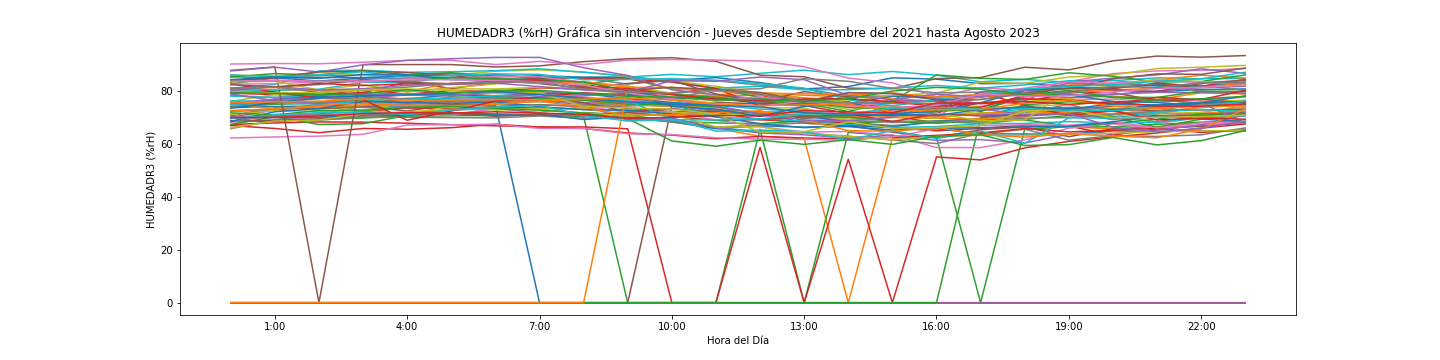 HUMEDADR3 (%rH) Gráfica sin intervención - Jueves desde Septiembre del 2021 hasta Agosto 2023
HUMEDADR3 (%rH)
80
60
40
20
0
1:00 4:00 7:00 10:00 13:00 16:00 19:00 22:00
Hora del Día